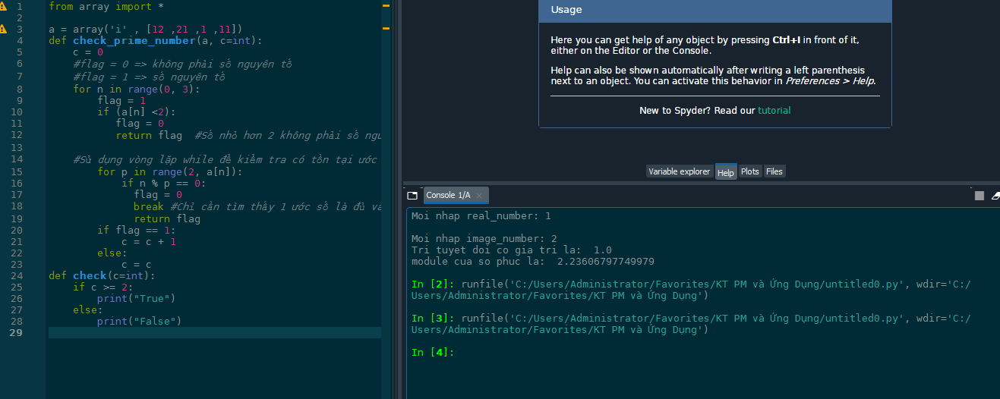 1 from array import *
2
3 a = array('i' , [12 ,21 ,1 ,11])
4 def check_prime_number(a, c=int):
5 c = 0
6 #flag = 0 => không phải số nguyên tố
7 #flag = 1 => số nguyên tố
8 for n in range(0, 3):
9 flag = 1
10 if (a[n] <2):
11 flag = 0
12 return flag #Số nhỏ hơn 2 không phải số ngu
13
14 #Sử dụng vòng lặp while để kiểm tra có tồn tại ước
15 for p in range(2, a[n]):
16 if n % p == 0:
17 flag = 0
18 break #Chỉ cần tìm thấy 1 ước số là đủ và
19 return flag
20 if flag == 1:
21 c = c + 1
22 else:
23 c = c
24 def check(c=int):
25 if c >= 2:
26 print("True")
27 else:
28 print("False")
29
Usage
Here you can get help of any object by pressing Ctrl+I in front of it,
either on the Editor or the Console.
Help can also be shown automatically after writing a left parenthesis
next to an object. You can activate this behavior in Preferences > Help.
New to Spyder? Read our tutorial
Variable explorer Help Plots Files
Console 1/A
Moi nhap real_number: 1
Moi nhap image_number: 2
Tri tuyet doi co gia tri la: 1.0
module cua so phuc la: 2.23606797749979
In [2]: runfile('C:/Users/Administrator/Favorites/KT PM và Ứng Dụng/untitled0.py', wdir='C:/
Users/Administrator/Favorites/KT PM và Ứng Dụng')
In [3]: runfile('C:/Users/Administrator/Favorites/KT PM và Ứng Dụng/untitled0.py', wdir='C:/
Users/Administrator/Favorites/KT PM và Ứng Dụng')
In [4]: